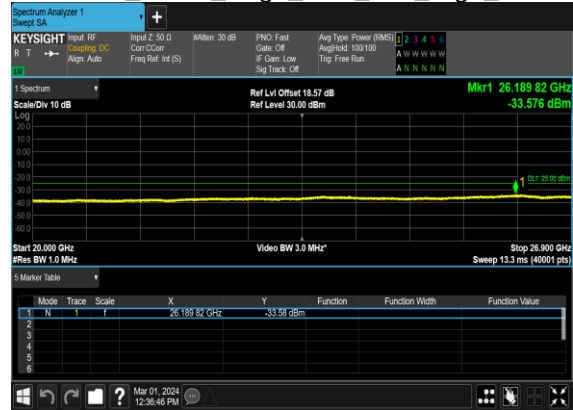 Spectrum Analyzer 1
Swept SA
KEYSIGHT
R T
Input: RF
Coupling: DC
Align: Auto
Input Z: 50 Ω
Corr CCorr
Freq Ref: Int (S)
#Atten: 30 dB
PNO: Fast
Gate: Off
IF Gain: Low
Sig Track: Off
Avg Type: Power (RMS)
Avg|Hold: 100/100
Trig: Free Run
1 2 3 4 5 6
A W W W W W
A N N N N N
1 Spectrum
Scale/Div 10 dB
Ref Lvl Offset 18.57 dB
Ref Level 30.00 dBm
Mkr1 26.189 82 GHz
-33.576 dBm
Log
20.0
10.0
0.00
-10.0
-20.0
-30.0
-40.0
-50.0
-60.0
1
DL1 -25.00 dBm
Start 20.000 GHz
#Res BW 1.0 MHz
Video BW 3.0 MHz*
Stop 26.900 GHz
Sweep 13.3 ms (40001 pts)
5 Marker Table
Mode Trace Scale X Y Function Function Width Function Value
1 N 1 f 26.189 82 GHz -33.58 dBm
2
3
4
5
6
?
Mar 01, 2024
12:36:46 PM